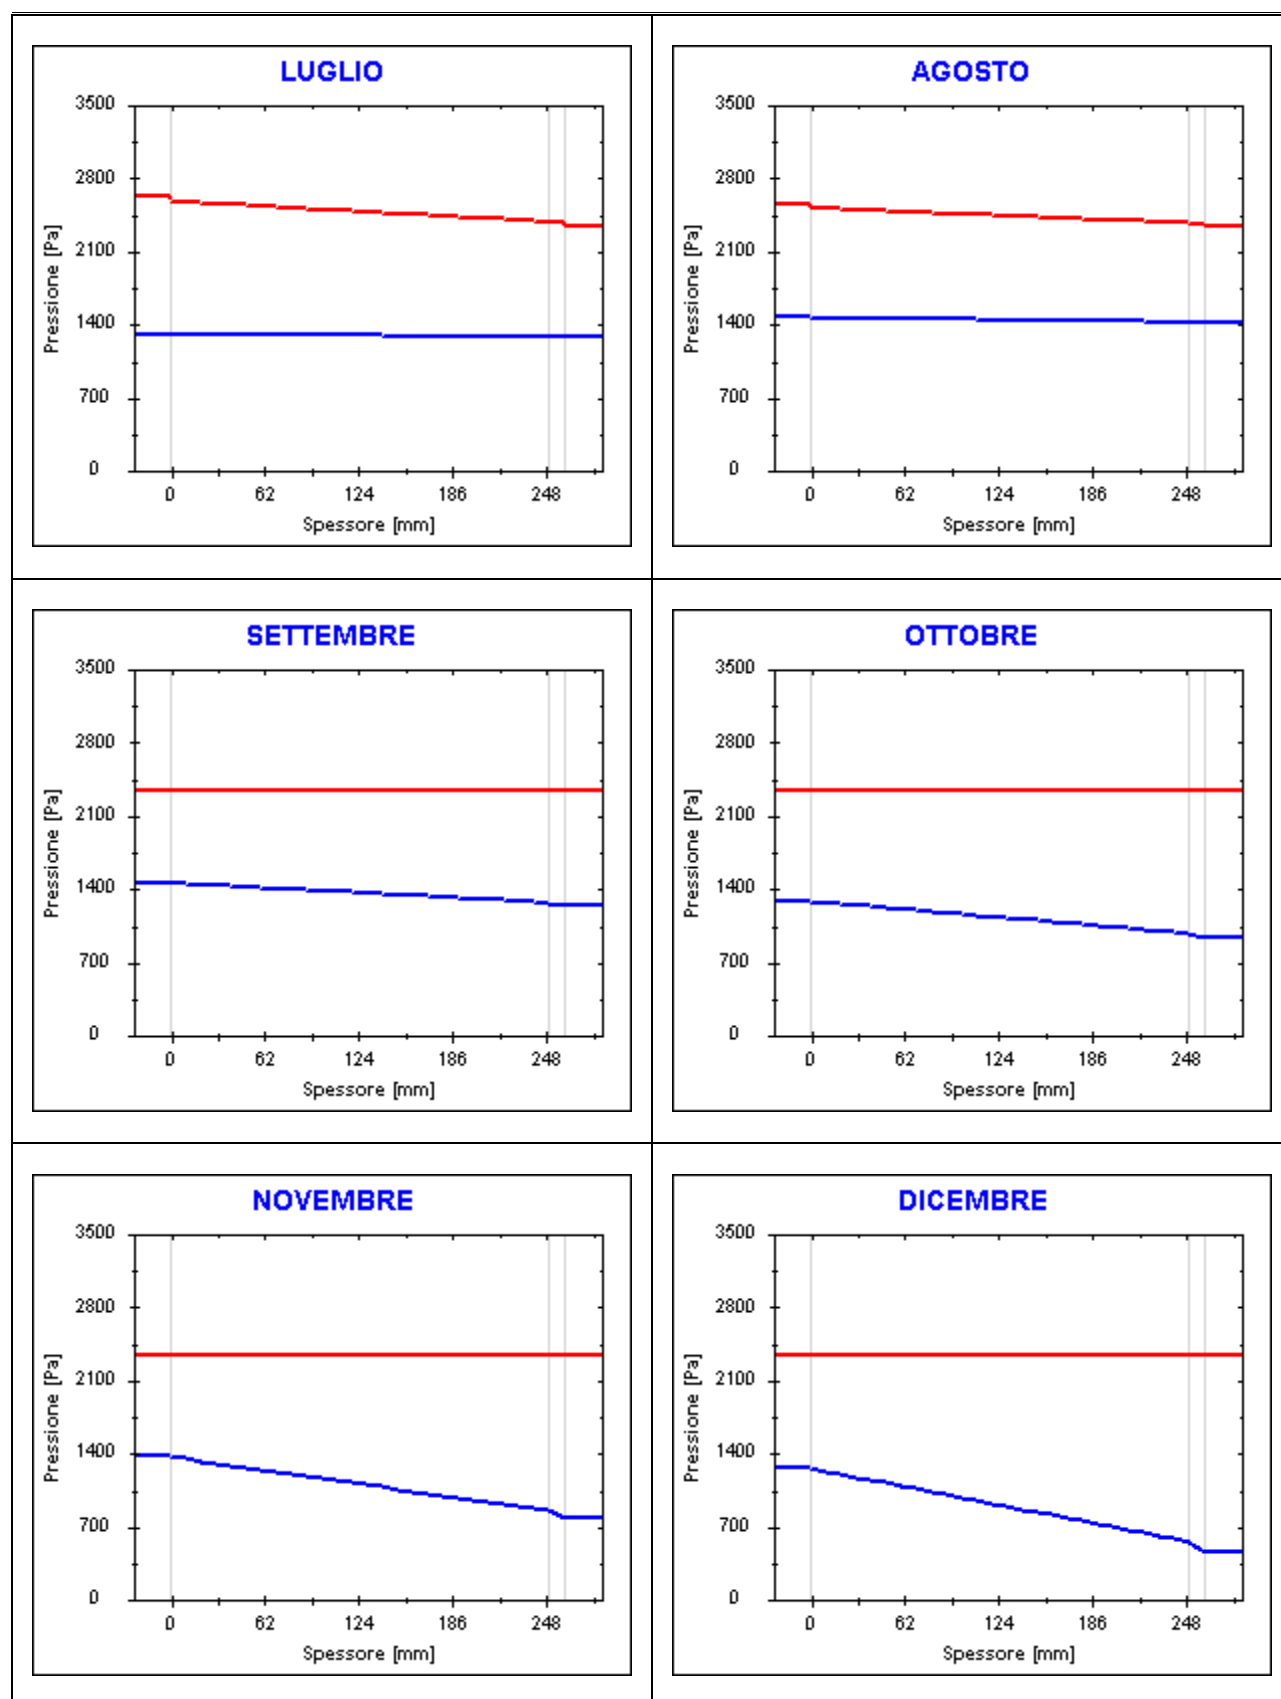 LUGLIO
3500
2800
2100
1400
700
0
Pressione [Pa]
0 62 124 186 248
Spessore [mm]
AGOSTO
3500
2800
2100
1400
700
0
Pressione [Pa]
0 62 124 186 248
Spessore [mm]
SETTEMBRE
3500
2800
2100
1400
700
0
Pressione [Pa]
0 62 124 186 248
Spessore [mm]
OTTOBRE
3500
2800
2100
1400
700
0
Pressione [Pa]
0 62 124 186 248
Spessore [mm]
NOVEMBRE
3500
2800
2100
1400
700
0
Pressione [Pa]
0 62 124 186 248
Spessore [mm]
DICEMBRE
3500
2800
2100
1400
700
0
Pressione [Pa]
0 62 124 186 248
Spessore [mm]